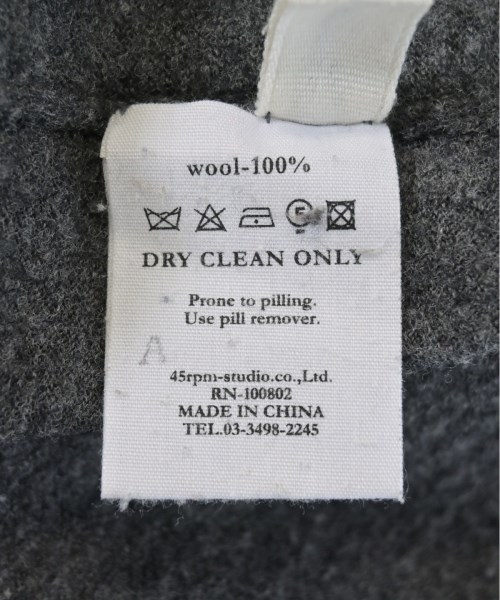 wool-100%
DRY CLEAN ONLY
Prone to pilling.
Use pill remover.
A
45rpm-studio.co.,Ltd.
RN-100802
MADE IN CHINA
TEL.03-3498-2245